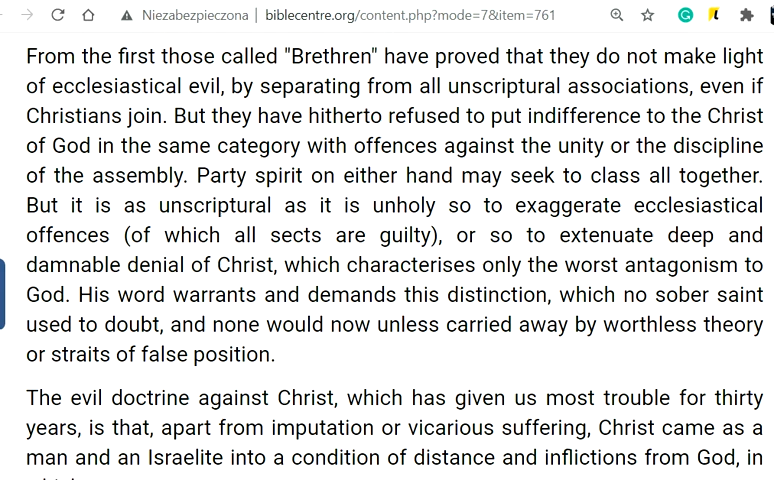 Niezabezpieczona | biblecentre.org/content.php?mode=7&item=761
From the first those called "Brethren" have proved that they do not make light
of ecclesiastical evil, by separating from all unscriptural associations, even if
Christians join. But they have hitherto refused to put indifference to the Christ
of God in the same category with offences against the unity or the discipline
of the assembly. Party spirit on either hand may seek to class all together.
But it is as unscriptural as it is unholy so to exaggerate ecclesiastical
offences (of which all sects are guilty), or so to extenuate deep and
damnable denial of Christ, which characterises only the worst antagonism to
God. His word warrants and demands this distinction, which no sober saint
used to doubt, and none would now unless carried away by worthless theory
or straits of false position.
The evil doctrine against Christ, which has given us most trouble for thirty
years, is that, apart from imputation or vicarious suffering, Christ came as a
man and an Israelite into a condition of distance and inflictions from God, in